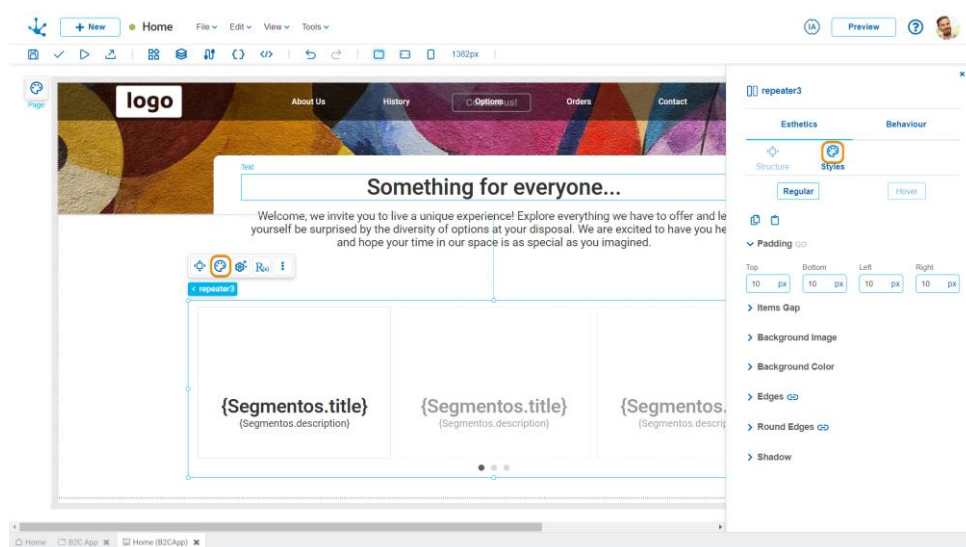 + New
Home
File
Edit
View
Tools
IA
Preview
?
1382px
Page
logo
About Us
History
Options
Orders
Contact
Text
Something for everyone...
Welcome, we invite you to live a unique experience! Explore everything we have to offer and le
yourself be surprised by the diversity of options at your disposal. We are excited to have you he
and hope your time in our space is as special as you imagined.
R(x)
< repeater3
{Segmentos.title}
{Segmentos.title}
{Segmentos.
{Segmentos.description}
{Segmentos.description}
{Segmentos.descrip
repeater3
Esthetics
Behaviour
Structure
Styles
Regular
Hover
Padding
Top
Bottom
Left
Right
10 px
10 px
10 px
10 px
Items Gap
Background Image
Background Color
Edges
Round Edges
Shadow
Home
B2C App
Home (B2CApp)